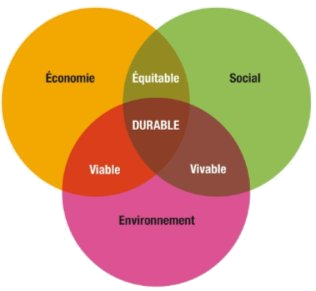 Économie
Équitable
Social
DURABLE
Viable
Vivable
Environnement